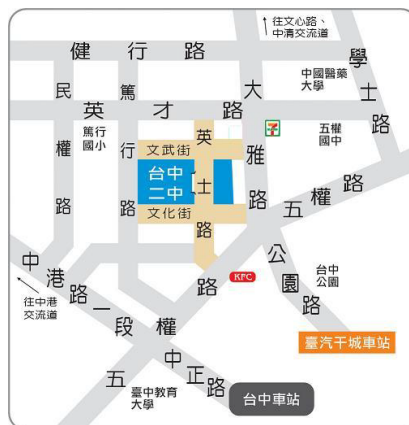 往文心路、
中清交流道
健行路
學士路
大雅路
中國醫藥
大學
民權路
英才路
篤行路
篤行
國小
7
五權
國中
文武街
英士路
台中
二中
文化街
五權路
公園路
台中
公園
KFC
中港路一段
往中港
交流道
臺汽干城車站
中正路
臺中教育
大學
台中車站